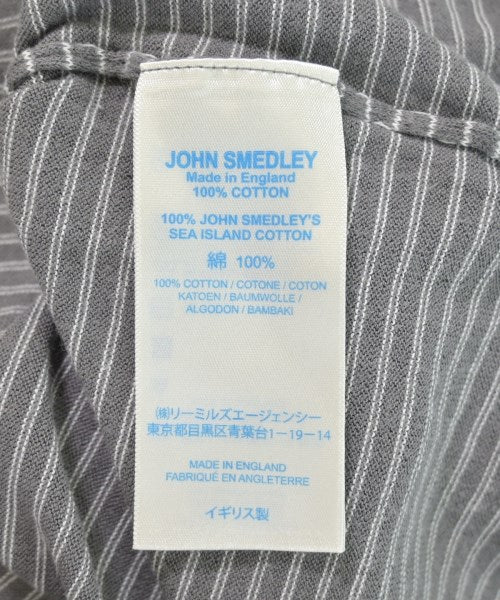 JOHN SMEDLEY
Made in England
100% COTTON
100% JOHN SMEDLEY'S
SEA ISLAND COTTON
綿 100%
100% COTTON / COTONE / COTON
KATOEN / BAUMWOLLE /
ALGODON / BAMBAKI
㈱リーミルズエージェンシー
東京都目黒区青葉台1-19-14
MADE IN ENGLAND
FABRIQUÉ EN ANGLETERRE
イギリス製